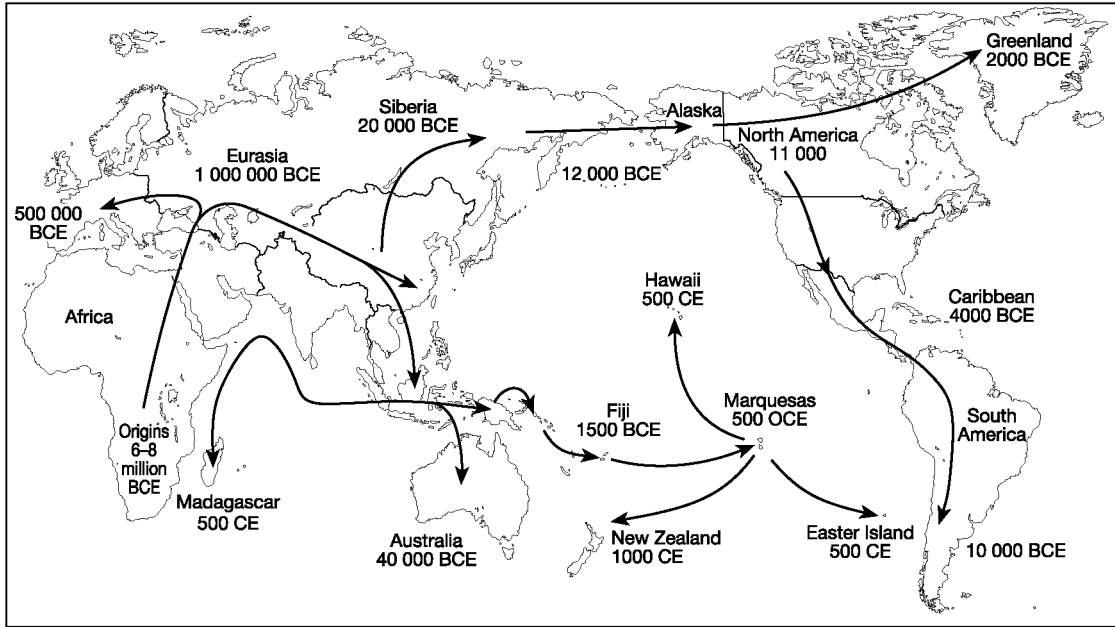 Greenland
2000 BCE
Siberia
20 000 BCE
Alaska
North America
11 000
Eurasia
1 000 000 BCE
12 000 BCE
500 000
BCE
Hawaii
500 CE
Caribbean
4000 BCE
Africa
Marquesas
500 OCE
Fiji
1500 BCE
South
America
Origins
6–8
million
BCE
Madagascar
500 CE
Australia
40 000 BCE
New Zealand
1000 CE
Easter Island
500 CE
10 000 BCE